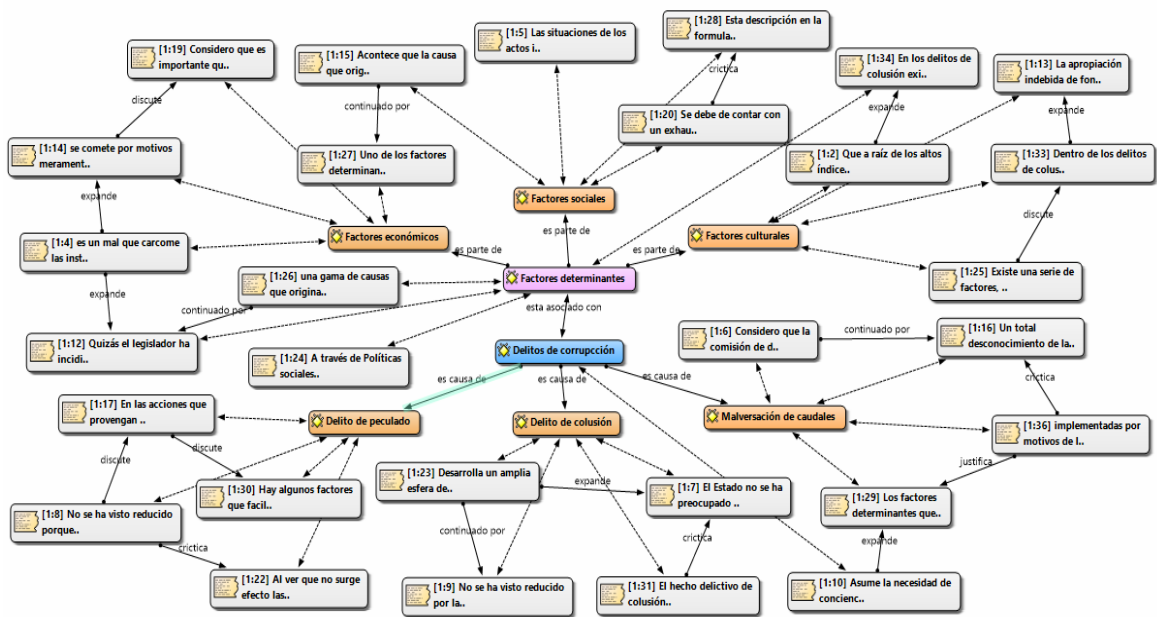 [1:28] Esta descripción en la
formula..
[1:5] Las situaciones de los
actos i..
[1:19] Considero que es
importante qu..
[1:15] Acontece que la causa
que orig..
[1:34] En los delitos de
colusión exi..
[1:13] La apropiación
indebida de fon..
crictica
discute
continuado por
expande
expande
[1:20] Se debe de contar con
un exhau..
[1:14] se comete por motivos
merament..
[1:27] Uno de los factores
determinan..
[1:2] Que a raíz de los altos
índice..
[1:33] Dentro de los delitos
de colus..
expande
Factores sociales
discute
Factores económicos
es parte de
es parte de
es parte de
Factores culturales
[1:4] es un mal que carcome
las inst..
[1:26] una gama de causas
que origina..
Factores determinantes
[1:25] Existe una serie de
factores, ..
expande
continuado por
esta asociado con
[1:12] Quizás el legislador ha
incidi..
[1:24] A través de Políticas
sociales..
Delitos de corrupcción
[1:6] Considero que la
comisión de d..
continuado por
[1:16] Un total
desconocimiento de la..
es causa de
es causa de
es causa de
crictica
[1:17] En las acciones que
provengan ..
Delito de peculado
Delito de colusión
Malversación de caudales
[1:36] implementadas por
motivos de l..
discute
discute
justifica
[1:23] Desarrolla un amplia
esfera de..
expande
[1:7] El Estado no se ha
preocupado ..
[1:30] Hay algunos factores
que facil..
[1:8] No se ha visto reducido
porque..
[1:29] Los factores
determinantes que..
continuado por
crictica
crictica
expande
[1:22] Al ver que no surge
efecto las..
[1:9] No se ha visto reducido
por la..
[1:31] El hecho delictivo de
colusión..
[1:10] Asume la necesidad de
concienc..